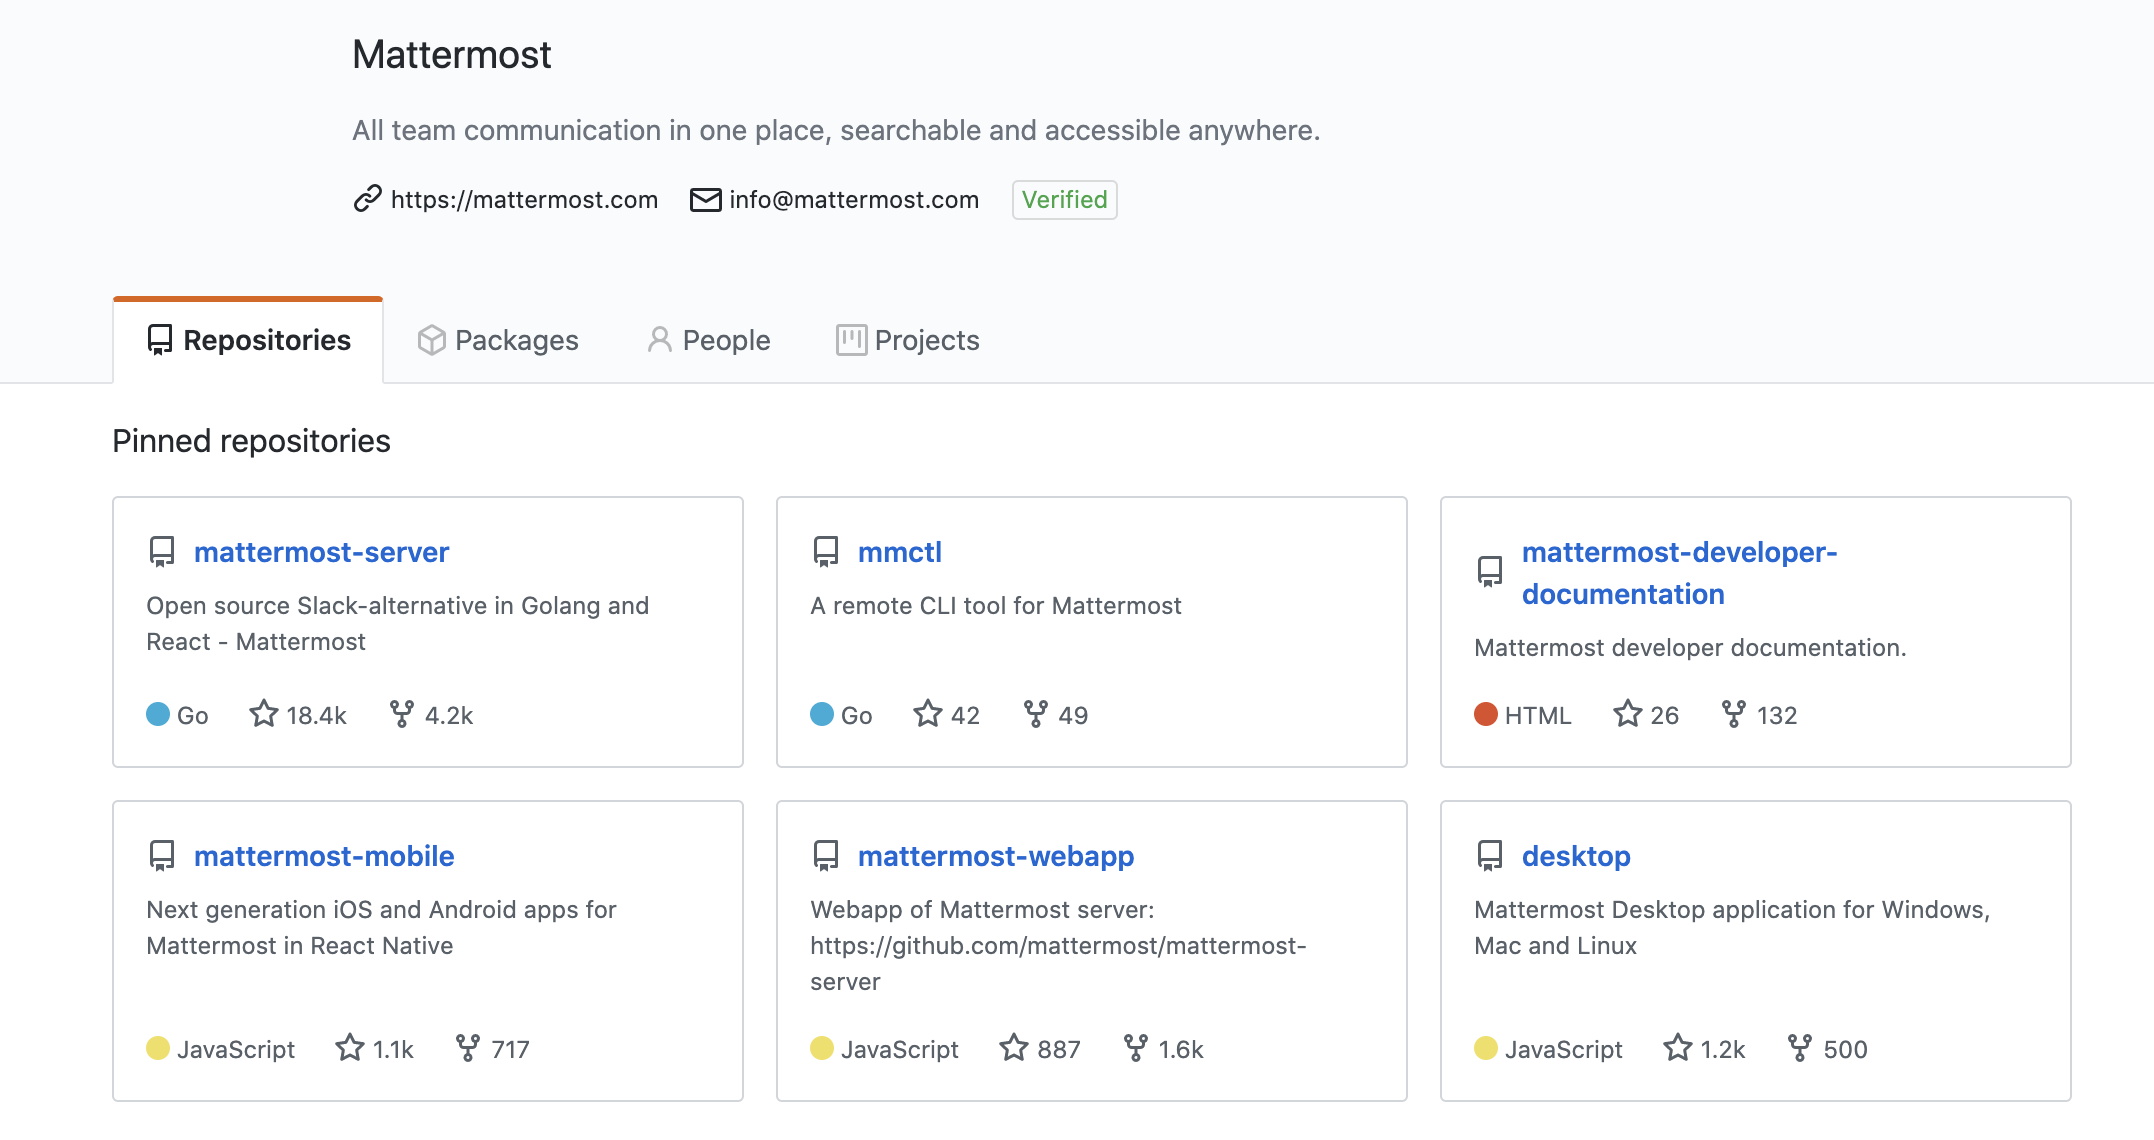 Mattermost
All team communication in one place, searchable and accessible anywhere.
https://mattermost.com info@mattermost.com Verified
Repositories Packages People Projects
Pinned repositories
mattermost-server
Open source Slack-alternative in Golang and
React - Mattermost
Go 18.4k 4.2k
mmctl
A remote CLI tool for Mattermost
Go 42 49
mattermost-developer-
documentation
Mattermost developer documentation.
HTML 26 132
mattermost-mobile
Next generation iOS and Android apps for
Mattermost in React Native
JavaScript 1.1k 717
mattermost-webapp
Webapp of Mattermost server:
https://github.com/mattermost/mattermost-
server
JavaScript 887 1.6k
desktop
Mattermost Desktop application for Windows,
Mac and Linux
JavaScript 1.2k 500